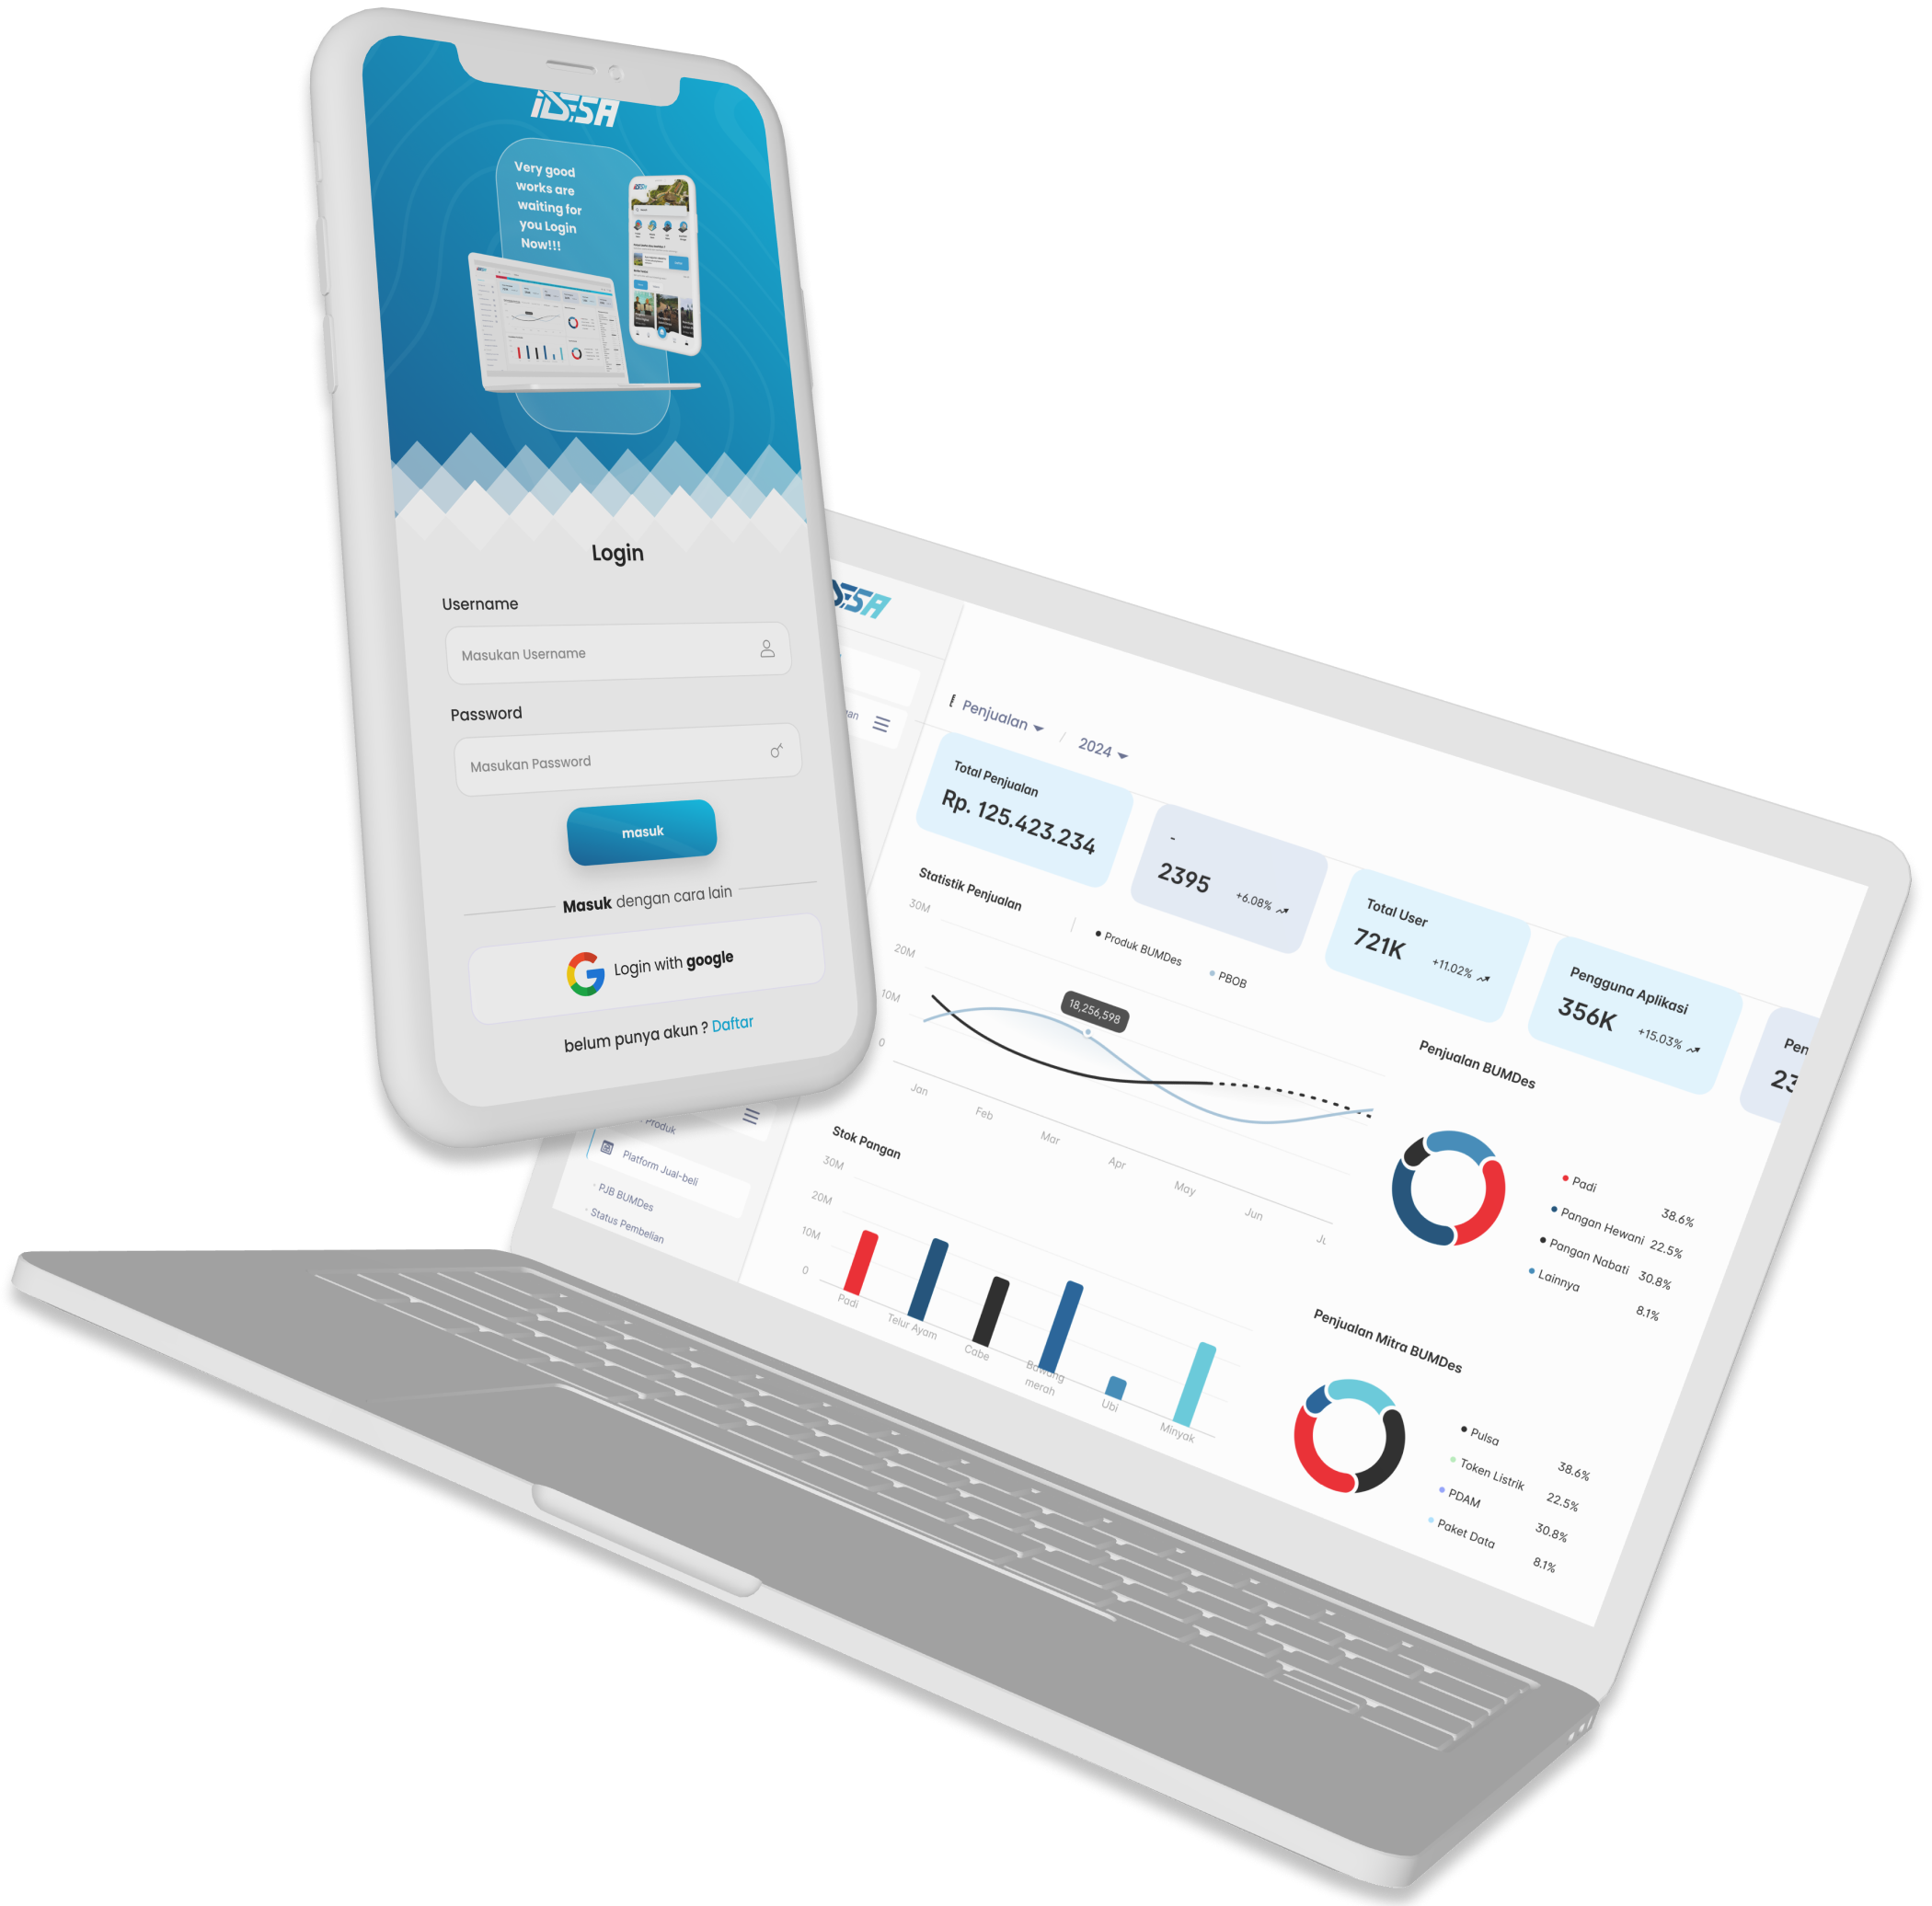 iDESA
Very good
works are
waiting for
you Login
Now!!!
Login
Username
Masukan Username
Password
Masukan Password
masuk
Masuk dengan cara lain
Login with google
belum punya akun ? Daftar
Penjualan / 2024
Total Penjualan
Rp. 125.423.234
-
2395 +6.08%
Total User
721K +11.02%
Pengguna Aplikasi
356K +15.03%
Statistik Penjualan
Produk BUMDes
PBOB
30M
20M
10M
0
18,256,598
Jan
Feb
Mar
Apr
May
Jun
Penjualan BUMDes
Padi 38.6%
Pangan Hewani 22.5%
Pangan Nabati 30.8%
Lainnya 8.1%
Produk
Platform Jual-beli
PJB BUMDes
Status Pembelian
Stok Pangan
30M
20M
10M
0
Padi
Telur Ayam
Cabe
Bawang
merah
Ubi
Minyak
Penjualan Mitra BUMDes
Pulsa 38.6%
Token Listrik 22.5%
PDAM 30.8%
Paket Data 8.1%